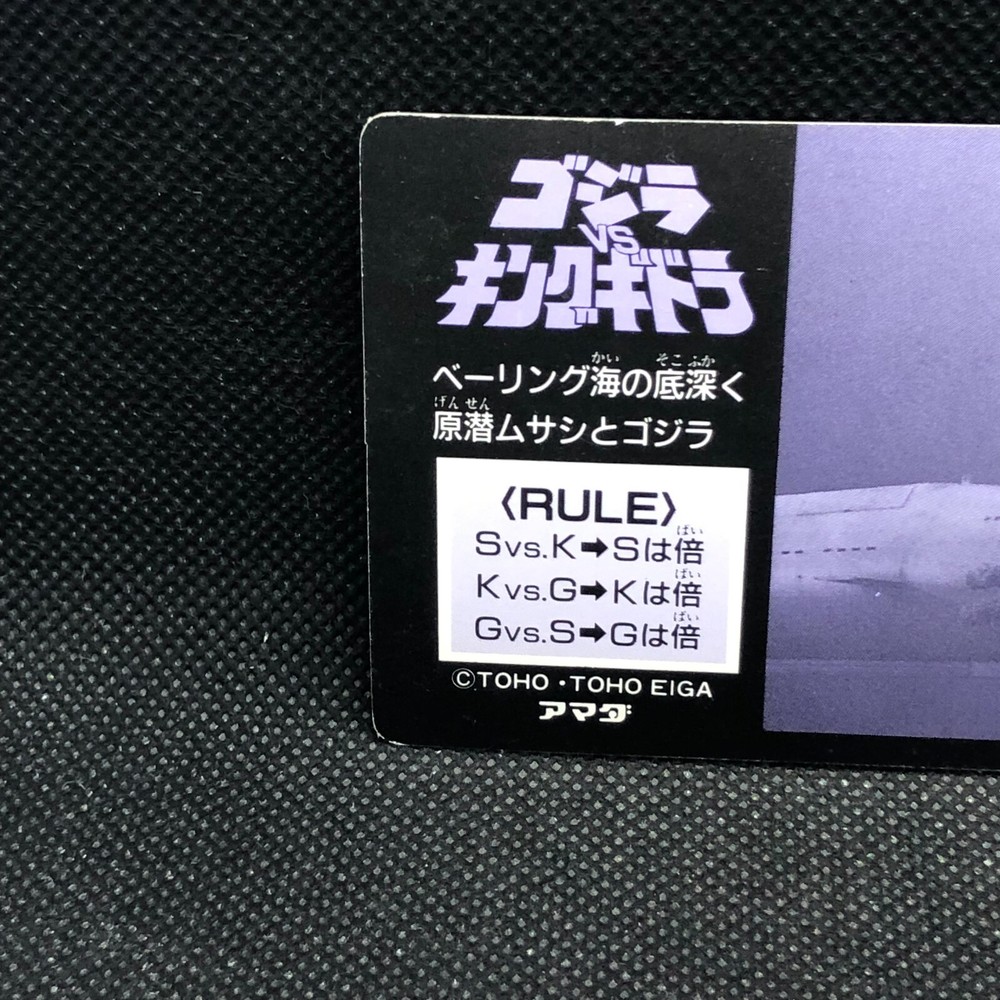 ゴジラ
VS
キングギドラ
ベーリング海の底深く
原潜ムサシとゴジラ
〈RULE〉
Svs.K➡Sは倍
Kvs.G➡Kは倍
Gvs.S➡Gは倍
©TOHO・TOHO EIGA
アマダ